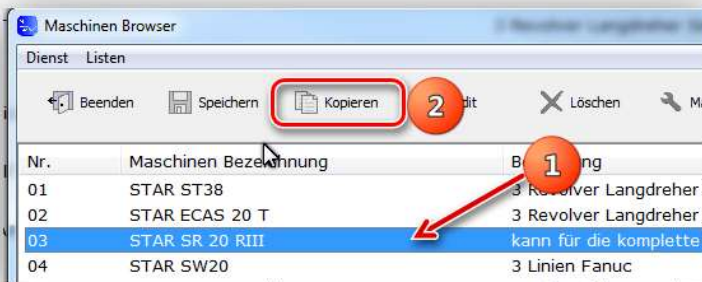 Maschinen Browser
Dienst Listen
Beenden Speichern Kopieren 2 dit Löschen
1
Nr. Maschinen Bezeichnung
01 STAR ST38 3 Revolver Langdreher
02 STAR ECAS 20 T 3 Revolver Langdreher
03 STAR SR 20 RIII kann für die komplette
04 STAR SW20 3 Linien Fanuc